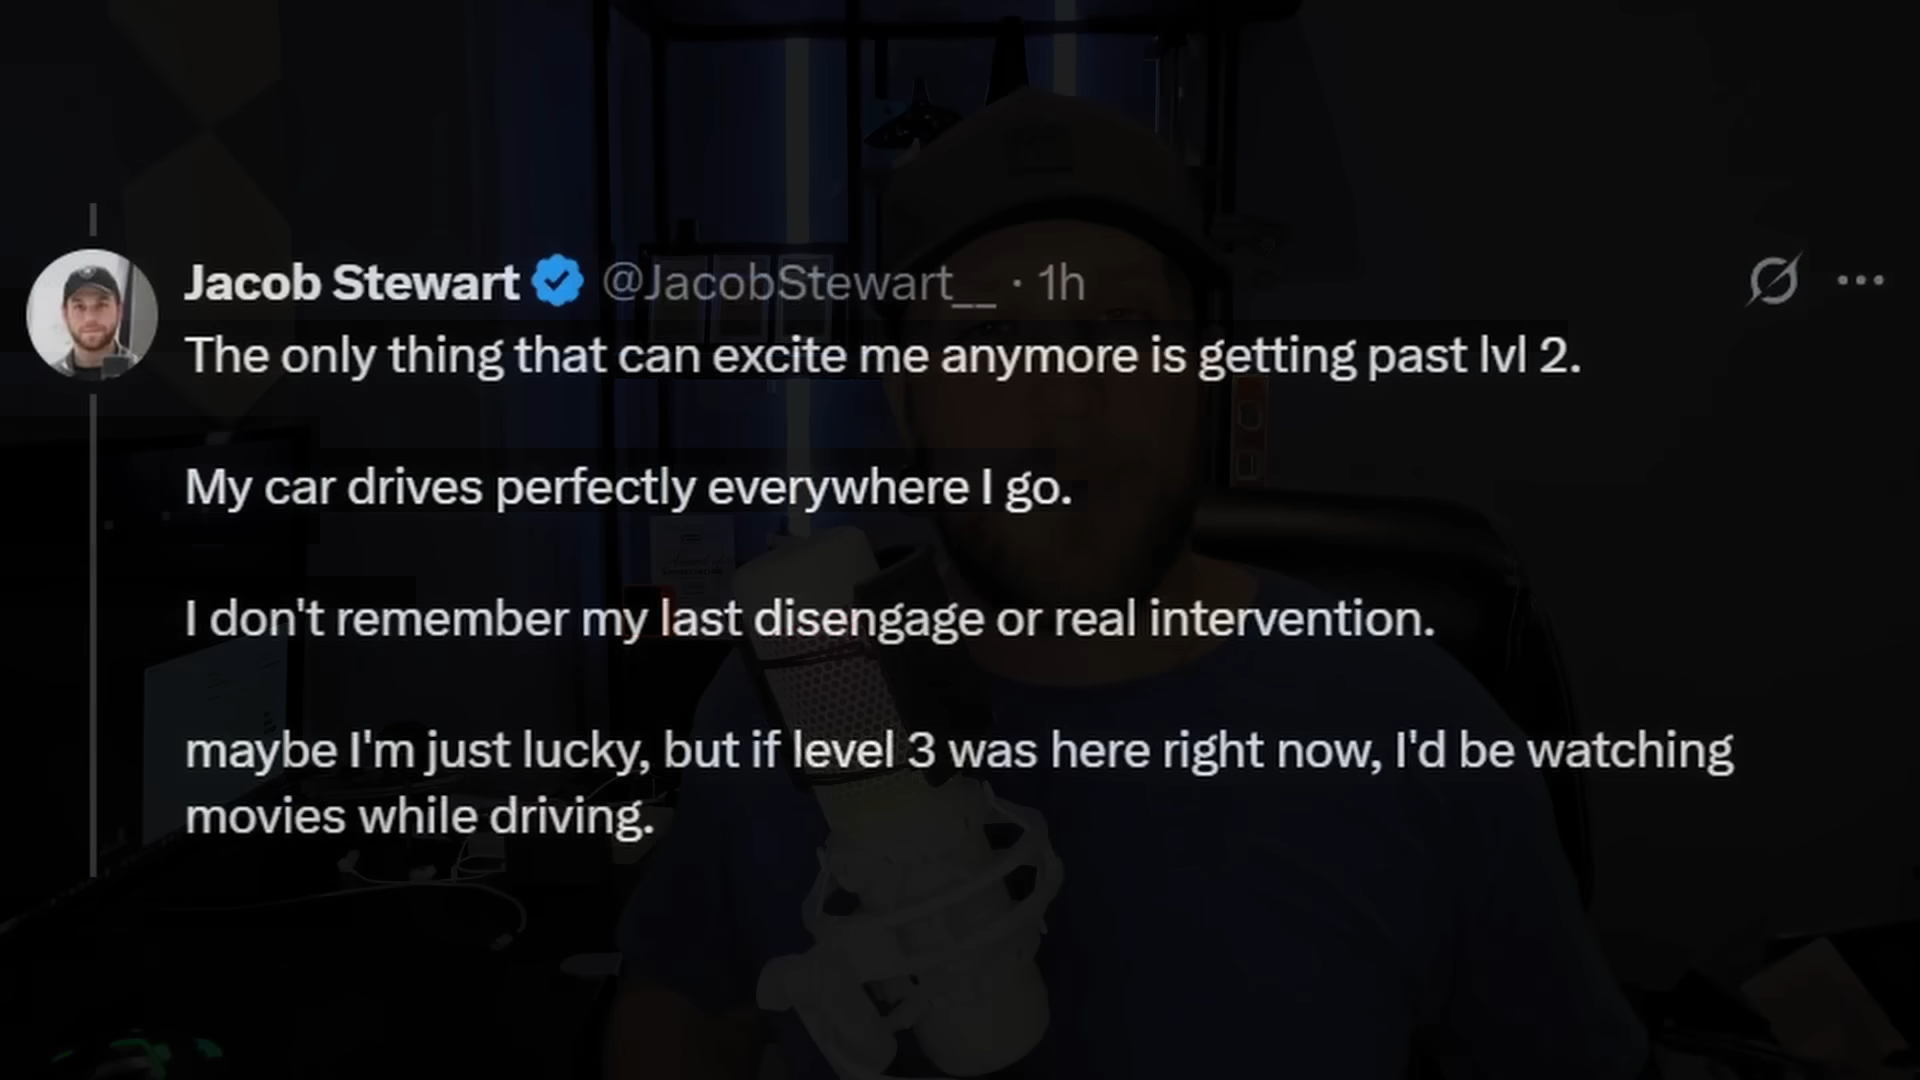 Jacob Stewart @JacobStewart__ · 1h
The only thing that can excite me anymore is getting past lvl 2.
My car drives perfectly everywhere I go.
I don't remember my last disengage or real intervention.
maybe I'm just lucky, but if level 3 was here right now, I'd be watching
movies while driving.